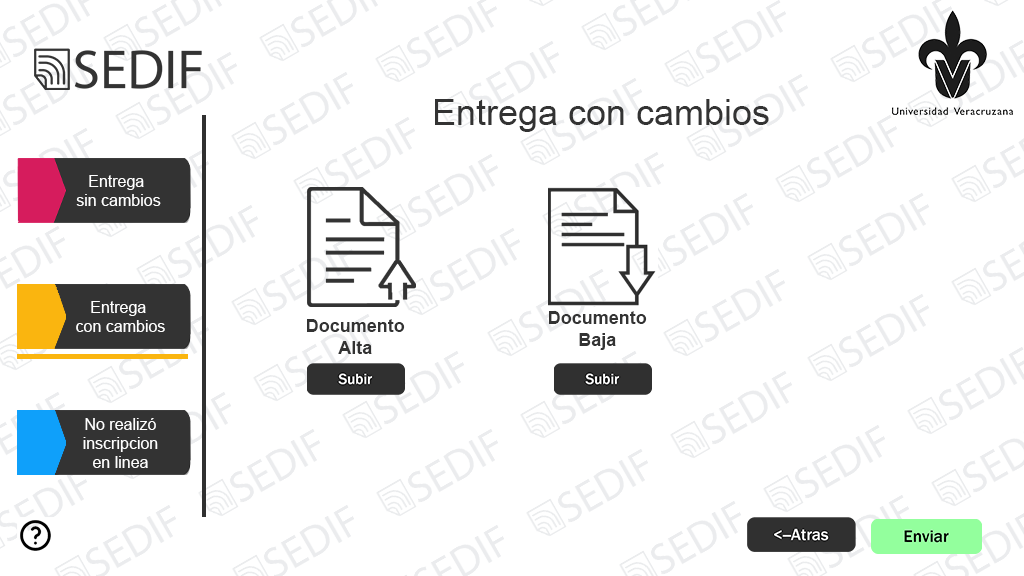 SEDIF
Universidad Veracruzana
Entrega con cambios
Entrega
sin cambios
Entrega
con cambios
No realizó
inscripcion
en linea
Documento
Alta
Subir
Documento
Baja
Subir
?
<–Atras
Enviar